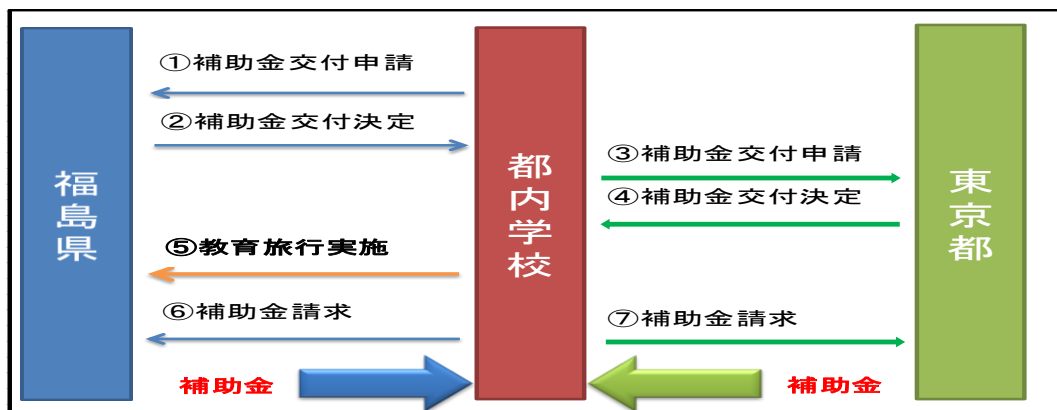 福島県
都内学校
東京都
①補助金交付申請
②補助金交付決定
③補助金交付申請
④補助金交付決定
⑤教育旅行実施
⑥補助金請求
⑦補助金請求
補助金
補助金